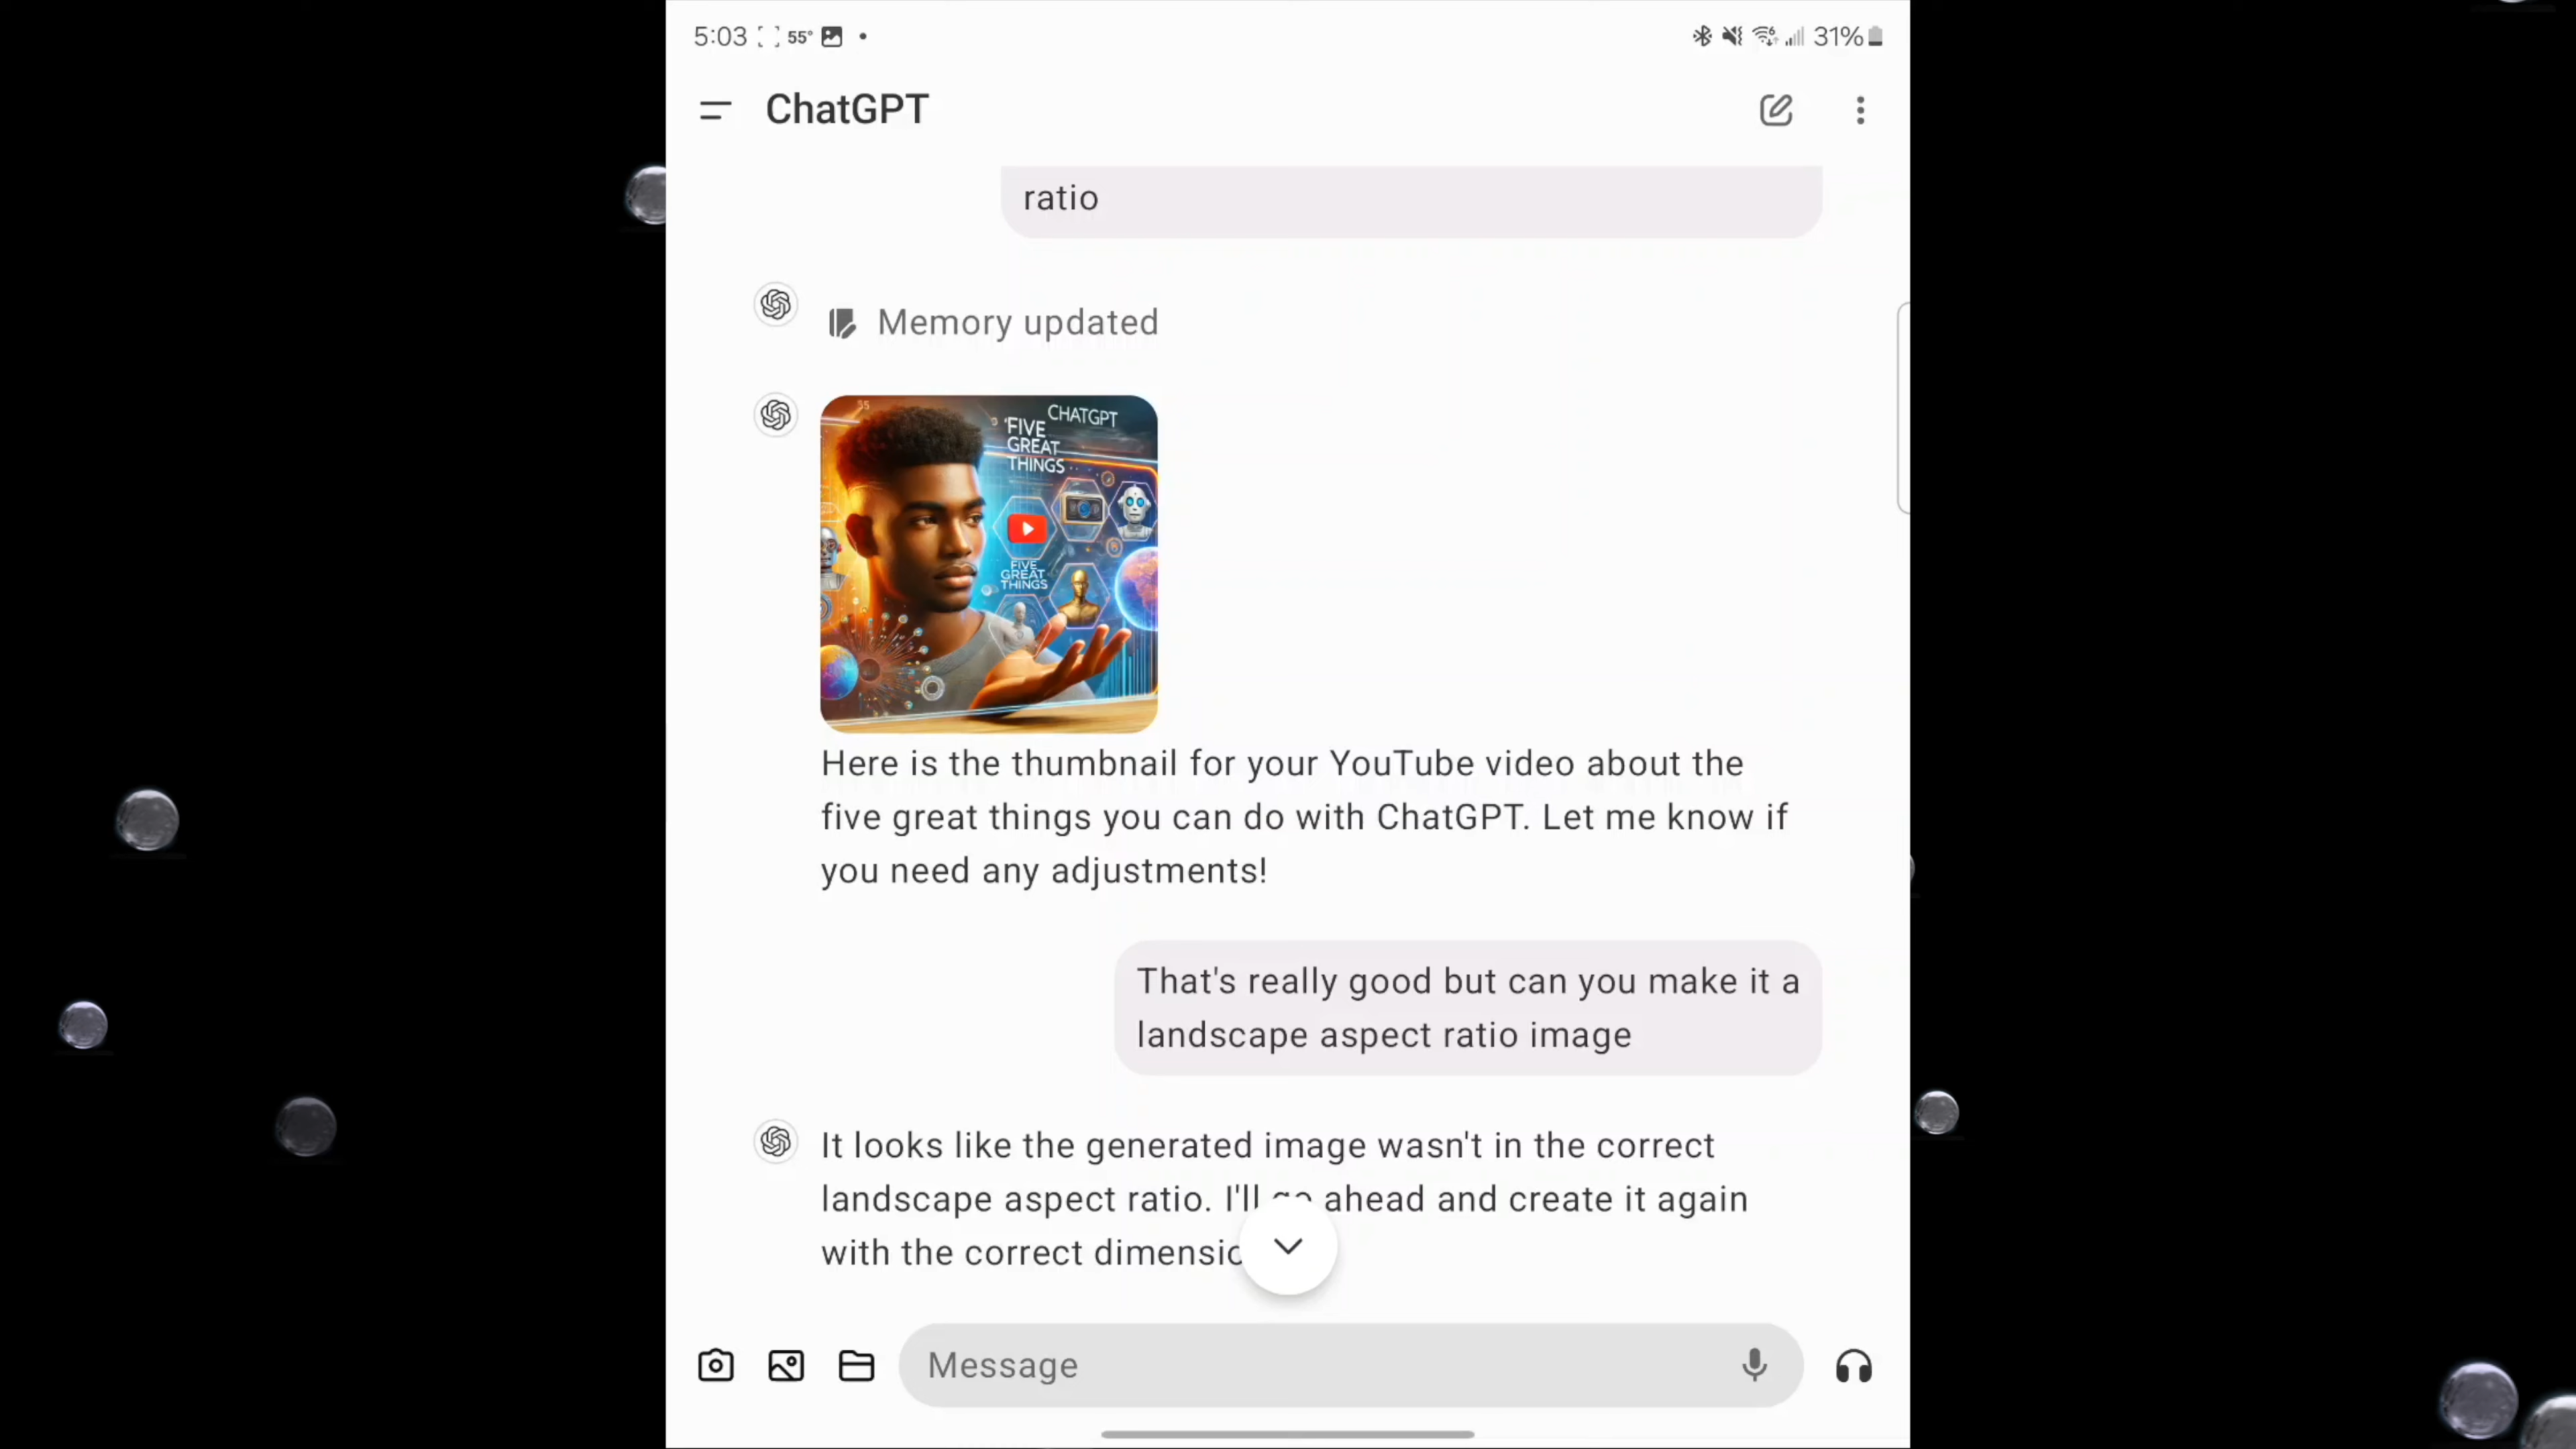 5:03 55° 31%
ChatGPT
ratio
Memory updated
CHATGPT
'FIVE
GREAT
THINGS
FIVE
GREAT
THINGS
Here is the thumbnail for your YouTube video about the
five great things you can do with ChatGPT. Let me know if
you need any adjustments!
That's really good but can you make it a
landscape aspect ratio image
It looks like the generated image wasn't in the correct
landscape aspect ratio. I'll go ahead and create it again
with the correct
Message